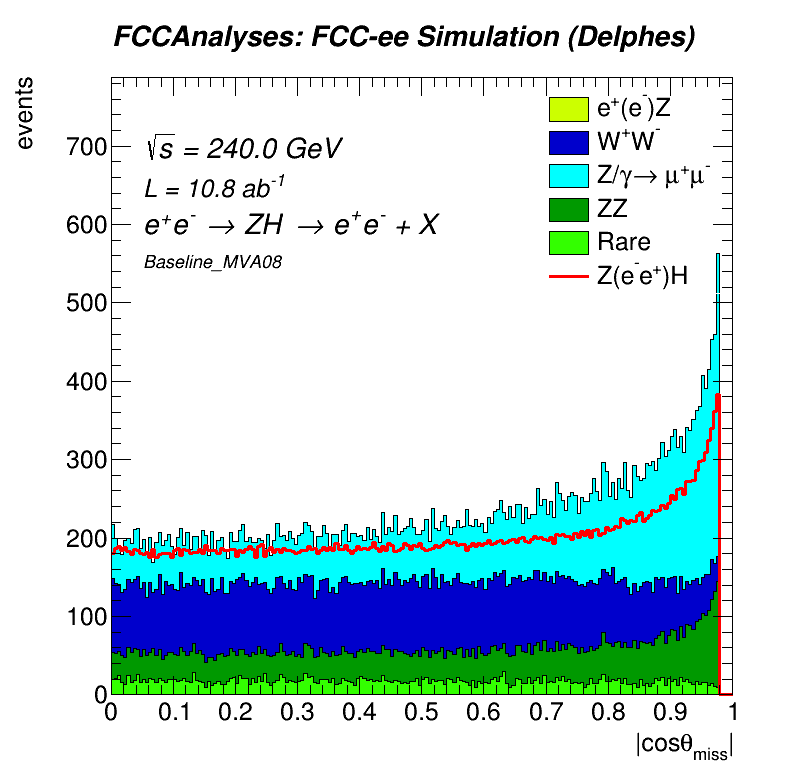 FCCAnalyses: FCC-ee Simulation (Delphes)
events
√s = 240.0 GeV
L = 10.8 ab⁻¹
e⁺e⁻ → ZH → e⁺e⁻ + X
Baseline_MVA08
e⁺(e⁻)Z
W⁺W⁻
Z/γ→ μ⁺μ⁻
ZZ
Rare
Z(e⁻e⁺)H
700
600
500
400
300
200
100
0
0 0.1 0.2 0.3 0.4 0.5 0.6 0.7 0.8 0.9 1
|cosθmiss|